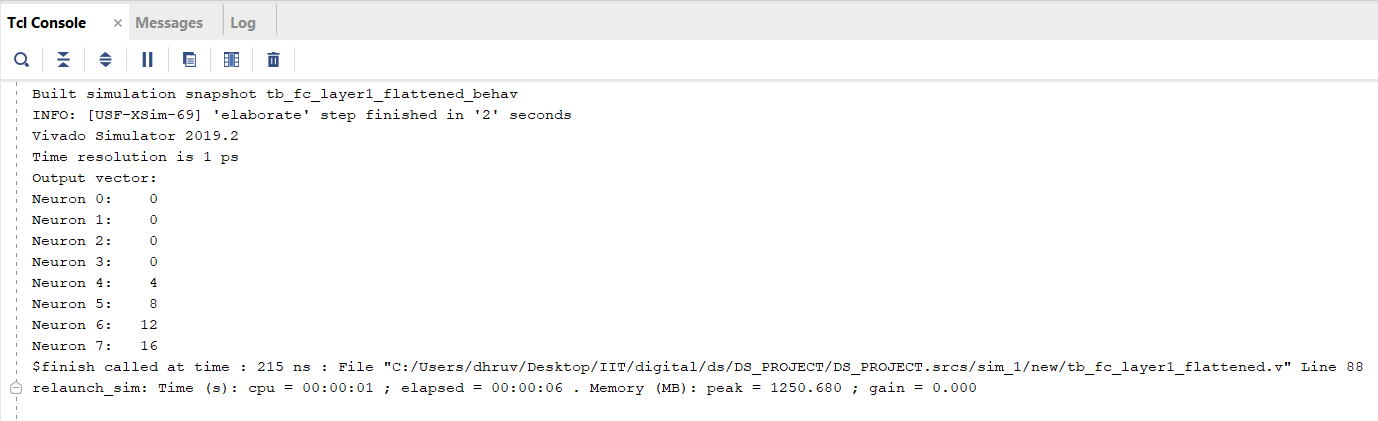 Tcl Console × Messages Log
Built simulation snapshot tb_fc_layer1_flattened_behav
INFO: [USF-XSim-69] 'elaborate' step finished in '2' seconds
Vivado Simulator 2019.2
Time resolution is 1 ps
Output vector:
Neuron 0:    0
Neuron 1:    0
Neuron 2:    0
Neuron 3:    0
Neuron 4:    4
Neuron 5:    8
Neuron 6:   12
Neuron 7:   16
$finish called at time : 215 ns : File "C:/Users/dhruv/Desktop/IIT/digital/ds/DS_PROJECT/DS_PROJECT.srcs/sim_1/new/tb_fc_layer1_flattened.v" Line 88
relaunch_sim: Time (s): cpu = 00:00:01 ; elapsed = 00:00:06 . Memory (MB): peak = 1250.680 ; gain = 0.000